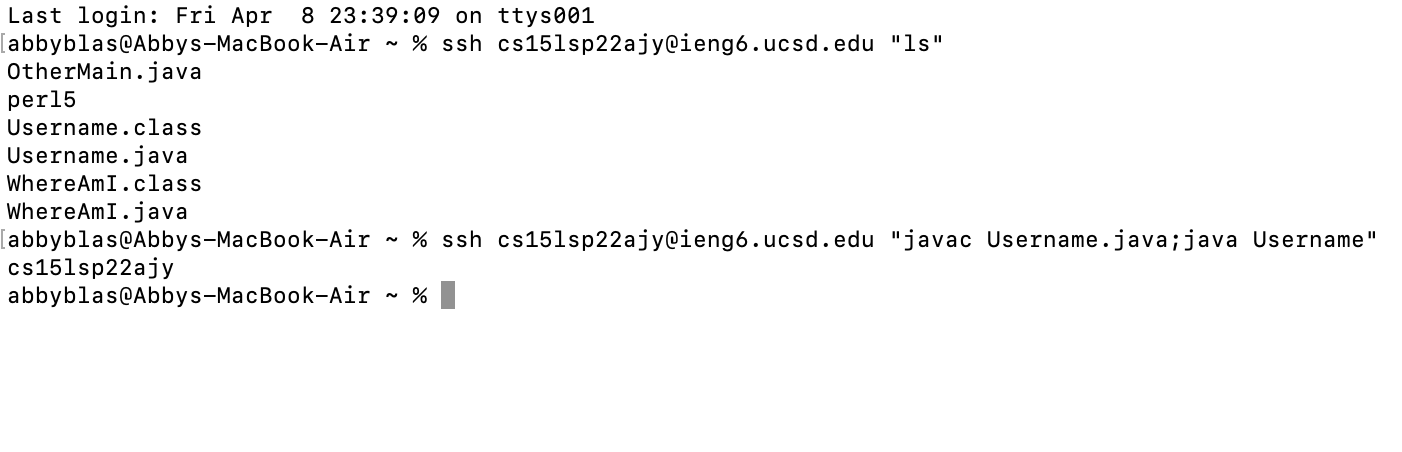 Last login: Fri Apr  8 23:39:09 on ttys001
[abbyblas@Abbys-MacBook-Air ~ % ssh cs15lsp22ajy@ieng6.ucsd.edu "ls"
OtherMain.java
perl5
Username.class
Username.java
WhereAmI.class
WhereAmI.java
[abbyblas@Abbys-MacBook-Air ~ % ssh cs15lsp22ajy@ieng6.ucsd.edu "javac Username.java;java Username"
cs15lsp22ajy
abbyblas@Abbys-MacBook-Air ~ %